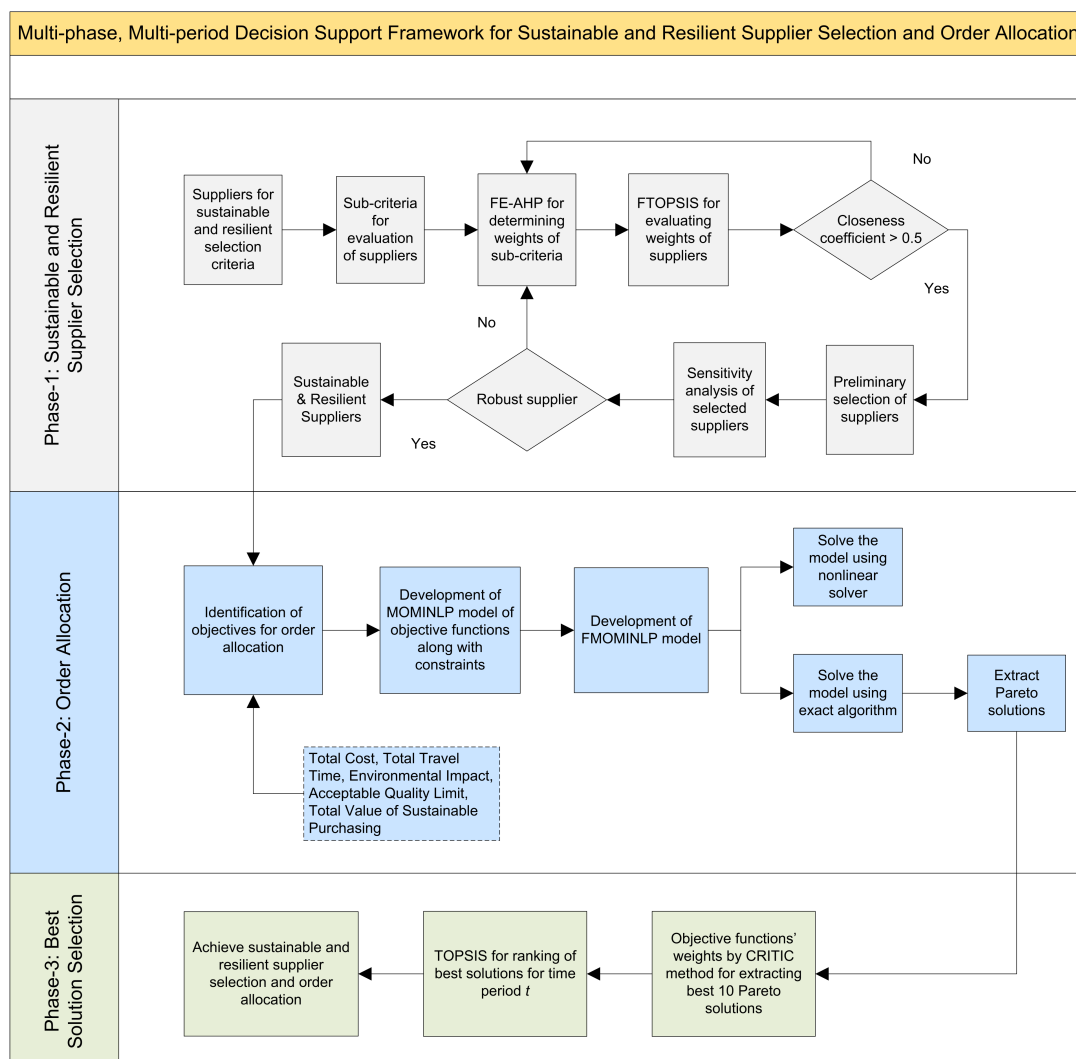 Multi-phase, Multi-period Decision Support Framework for Sustainable and Resilient Supplier Selection and Order Allocation
Phase-1: Sustainable and Resilient
Supplier Selection
Suppliers for
sustainable
and resilient
selection
criteria
Sub-criteria
for
evaluation
of suppliers
FE-AHP for
determining
weights of
sub-criteria
FTOPSIS for
evaluating
weights of
suppliers
Closeness
coefficient > 0.5
No
Yes
Preliminary
selection of
suppliers
Sensitivity
analysis of
selected
suppliers
Robust supplier
No
Yes
Sustainable
& Resilient
Suppliers
Phase-2: Order Allocation
Identification of
objectives for order
allocation
Development of
MOMINLP model of
objective functions
along with
constraints
Development of
FMOMINLP model
Solve the
model using
nonlinear
solver
Solve the
model using
exact algorithm
Extract
Pareto
solutions
Total Cost, Total Travel
Time, Environmental Impact,
Acceptable Quality Limit,
Total Value of Sustainable
Purchasing
Phase-3: Best
Solution Selection
Achieve sustainable and
resilient supplier
selection and order
allocation
TOPSIS for ranking of
best solutions for time
period t
Objective functions’
weights by CRITIC
method for extracting
best 10 Pareto
solutions